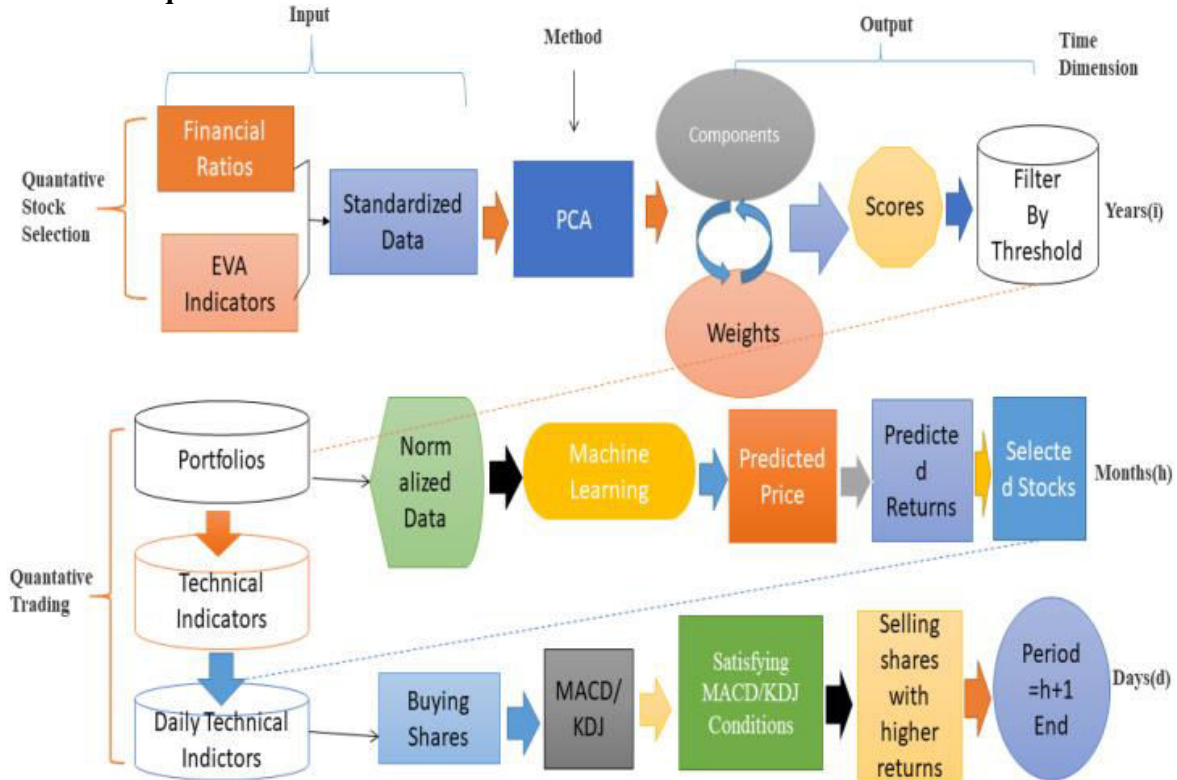 Input
Method
Output
Time
Dimension
Quantative
Stock
Selection
Financial
Ratios
EVA
Indicators
Standardized
Data
PCA
Components
Weights
Scores
Filter
By
Threshold
Years(i)
Quantative
Trading
Portfolios
Norm
alized
Data
Machine
Learning
Predicted
Price
Predicte
d
Returns
Selecte
d Stocks
Months(h)
Technical
Indicators
Daily Technical
Indictors
Buying
Shares
MACD/
KDJ
Satisfying
MACD/KDJ
Conditions
Selling
shares
with
higher
returns
Period
=h+1
End
Days(d)